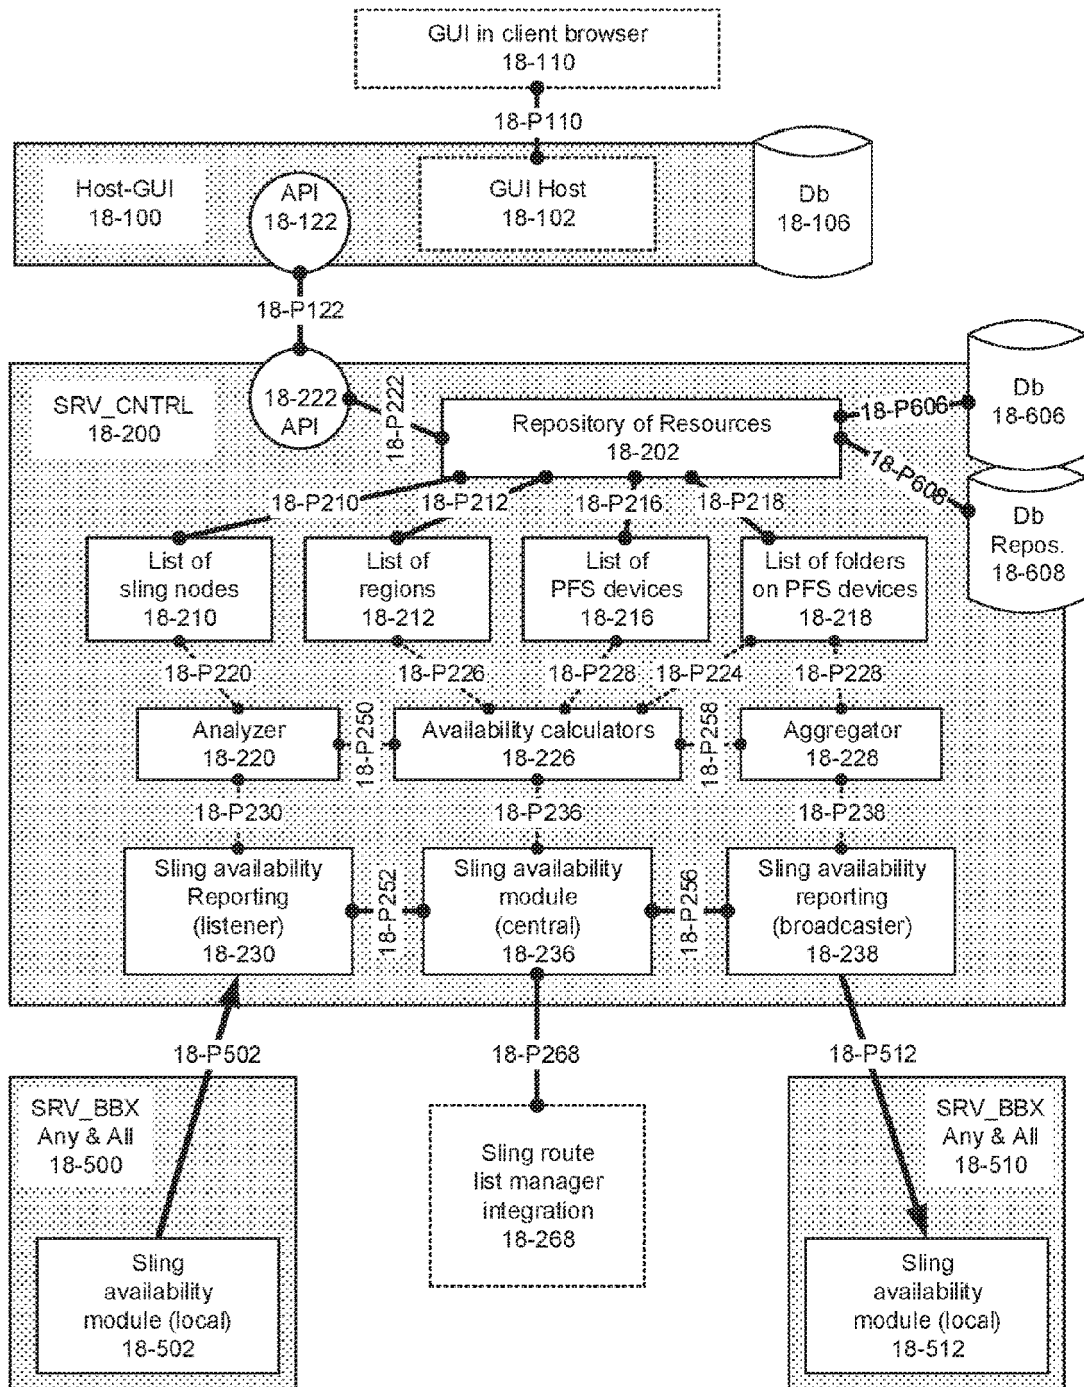 GUI in client browser
18-110
18-P110
Host-GUI
18-100
API
18-122
GUI Host
18-102
Db
18-106
18-P122
SRV_CNTRL
18-200
18-222
API
18-P222
Repository of Resources
18-202
18-P606
Db
18-606
18-P608
Db
Repos.
18-608
18-P210
18-P212
18-P216
18-P218
List of
sling nodes
18-210
List of
regions
18-212
List of
PFS devices
18-216
List of folders
on PFS devices
18-218
18-P220
18-P226
18-P228
18-P224
18-P228
Analyzer
18-220
18-P250
Availability calculators
18-226
18-P258
Aggregator
18-228
18-P230
18-P236
18-P238
Sling availability
Reporting
(listener)
18-230
18-P252
Sling availability
module
(central)
18-236
18-P256
Sling availability
reporting
(broadcaster)
18-238
18-P502
18-P268
18-P512
SRV_BBX
Any & All
18-500
Sling
availability
module (local)
18-502
Sling route
list manager
integration
18-268
SRV_BBX
Any & All
18-510
Sling
availability
module (local)
18-512